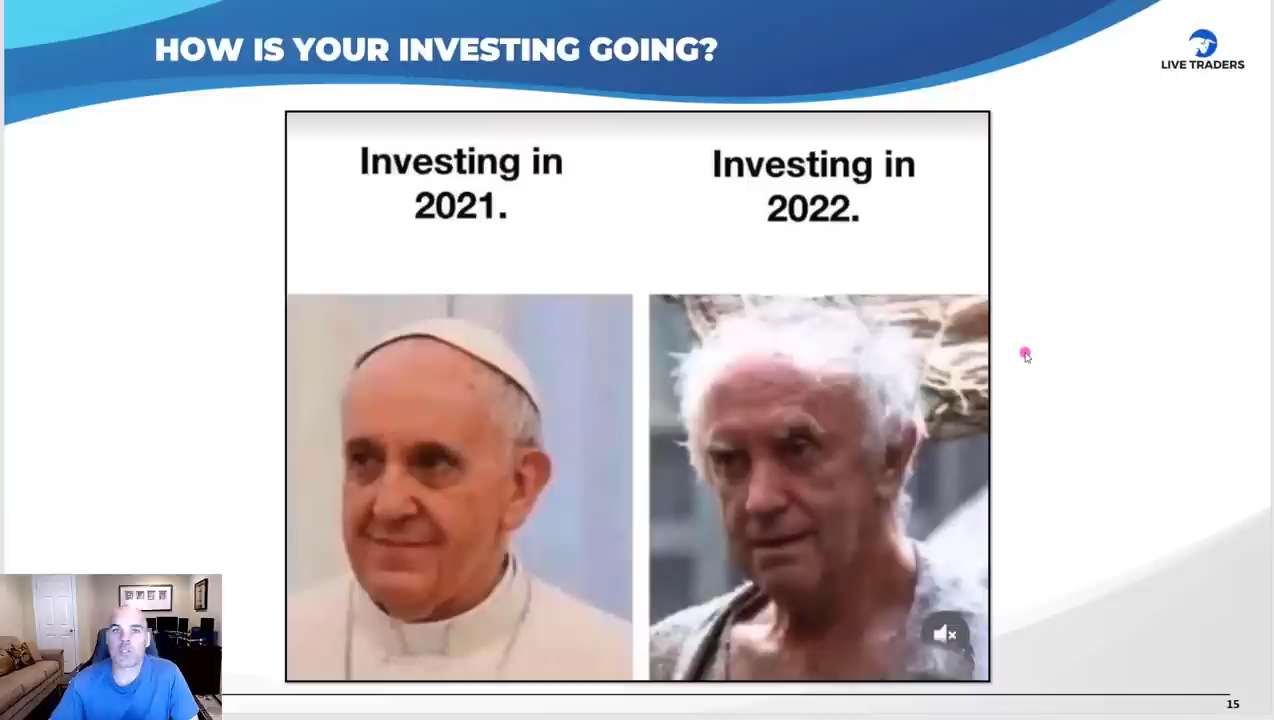 HOW IS YOUR INVESTING GOING?
LIVE TRADERS
Investing in
2021.
Investing in
2022.
15